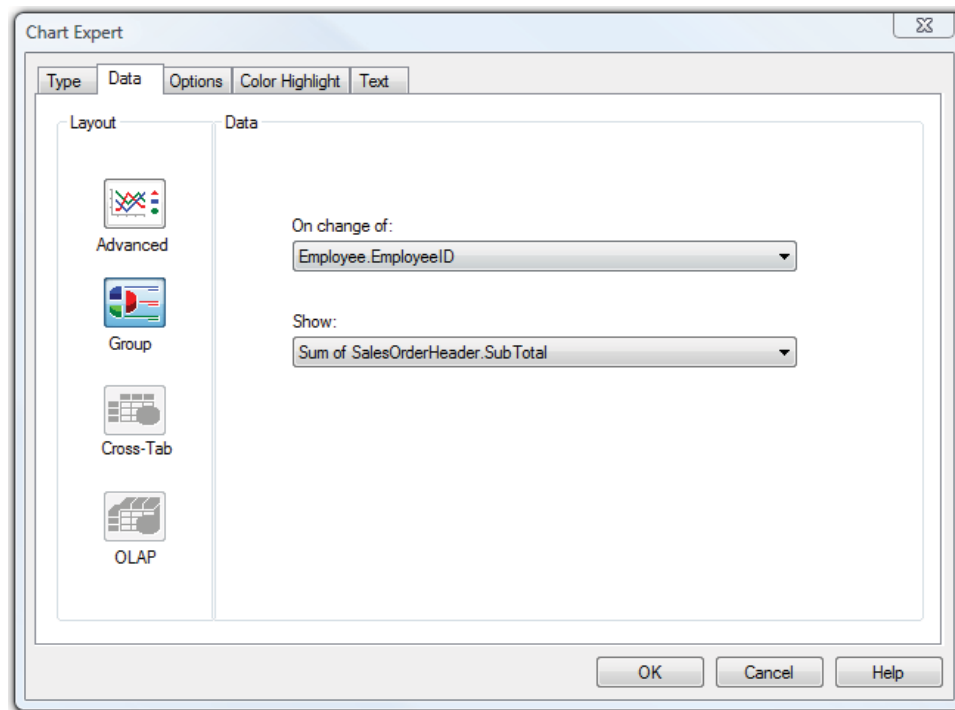 Chart Expert
Type Data Options Color Highlight Text
Layout Data
Advanced
Group
Cross-Tab
OLAP
On change of:
Employee.EmployeeID
Show:
Sum of SalesOrderHeader.SubTotal
OK Cancel Help